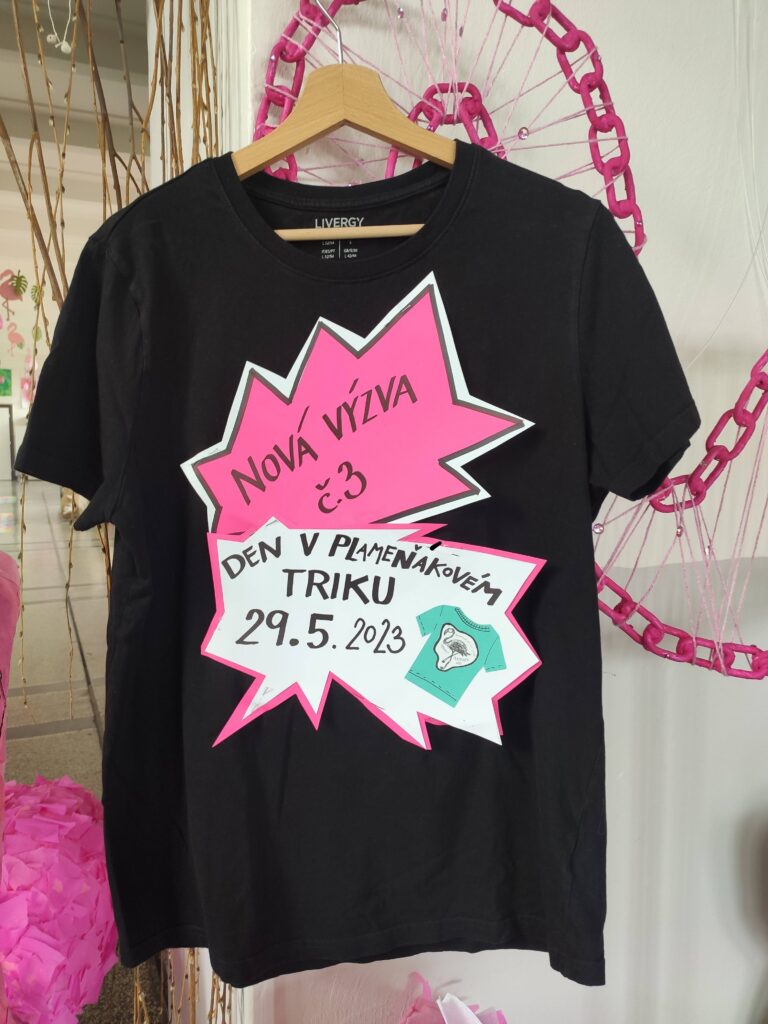 LIVERGY
NOVÁ VÝZVA
č.3
DEN V PLAMEŇÁKOVÉM
TRIKU
29.5.2023